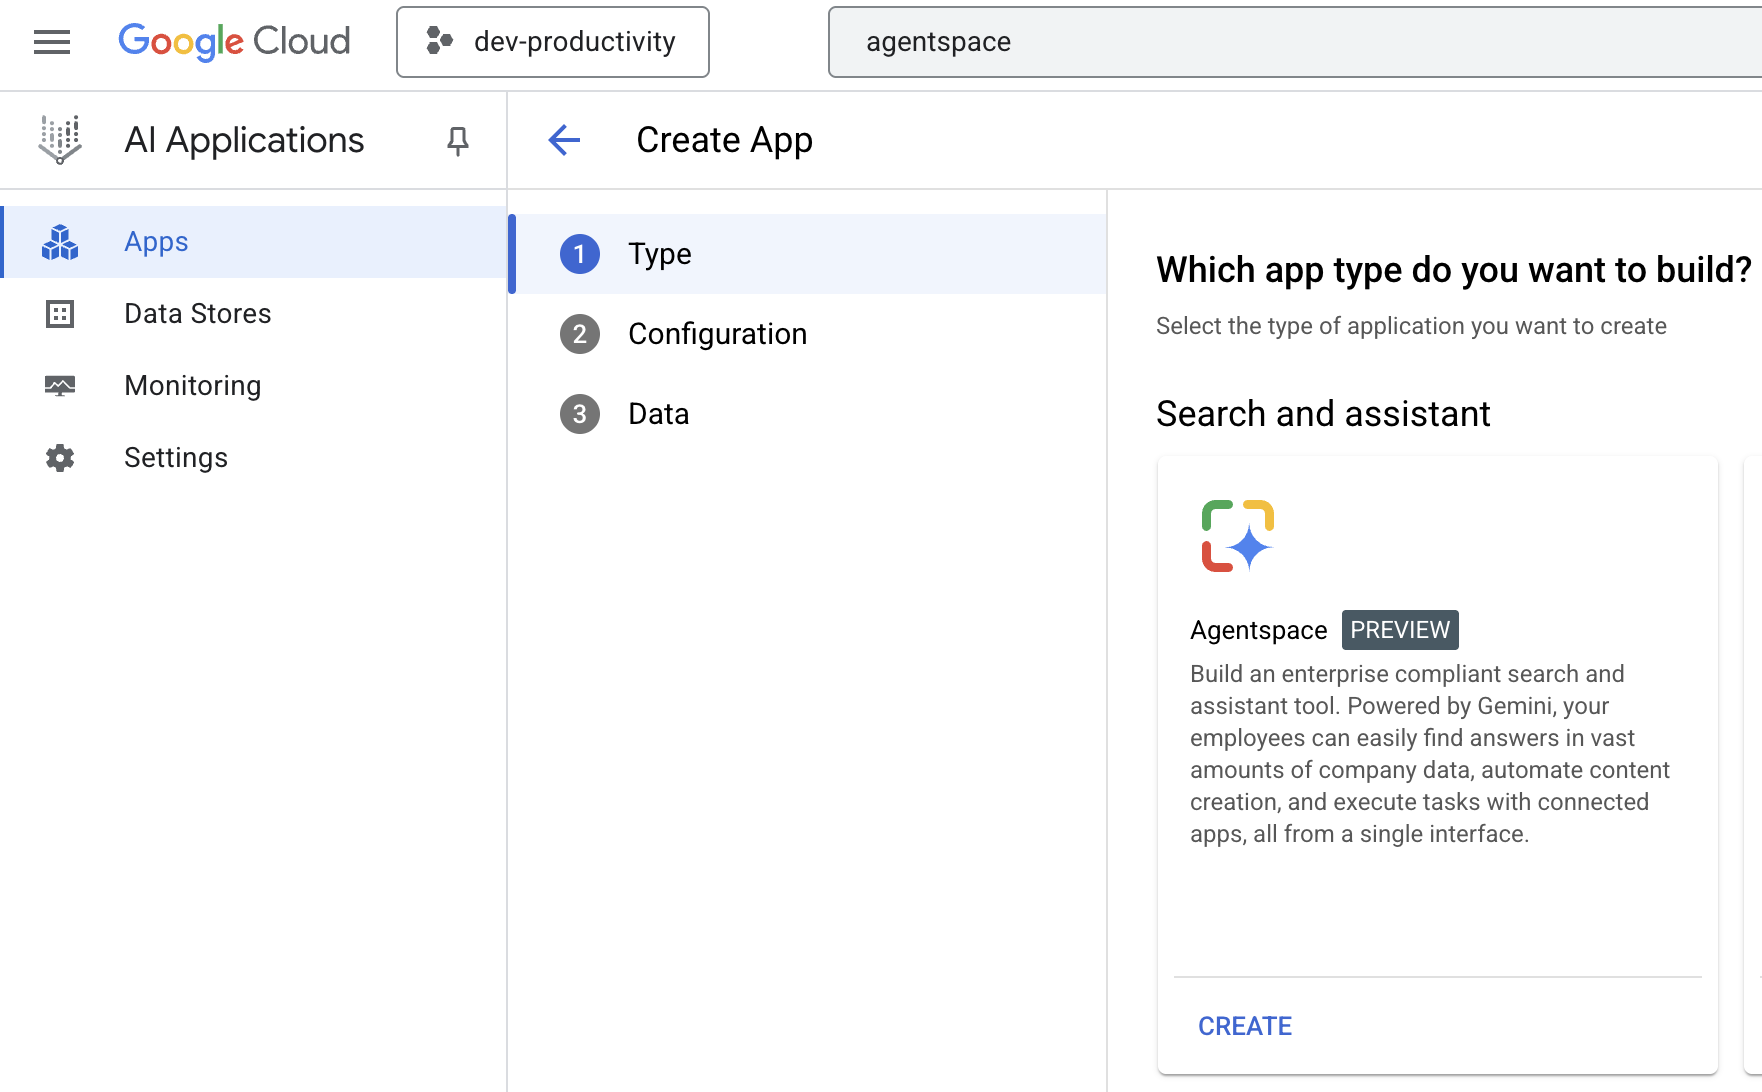 Google Cloud
dev-productivity
agentspace
AI Applications
Create App
Apps
Data Stores
Monitoring
Settings
1 Type
2 Configuration
3 Data
Which app type do you want to build?
Select the type of application you want to create
Search and assistant
Agentspace PREVIEW
Build an enterprise compliant search and
assistant tool. Powered by Gemini, your
employees can easily find answers in vast
amounts of company data, automate content
creation, and execute tasks with connected
apps, all from a single interface.
CREATE